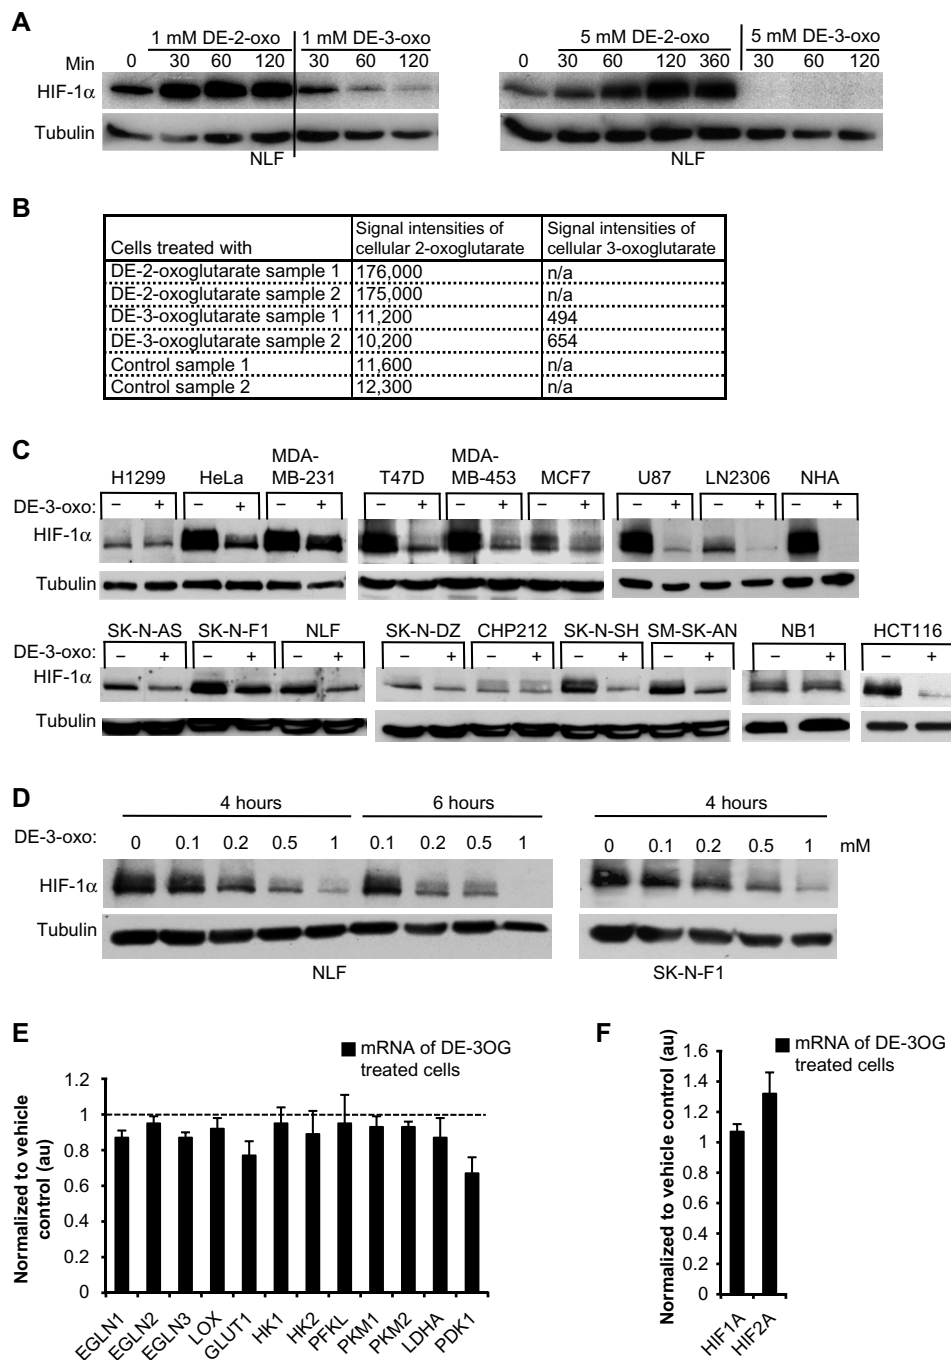 A
1 mM DE-2-oxo 1 mM DE-3-oxo
Min 0 30 60 120 30 60 120
HIF-1α
Tubulin
NLF
5 mM DE-2-oxo 5 mM DE-3-oxo
0 30 60 120 360 30 60 120
NLF
B
Cells treated with Signal intensities of cellular 2-oxoglutarate Signal intensities of cellular 3-oxoglutarate
DE-2-oxoglutarate sample 1 176,000 n/a
DE-2-oxoglutarate sample 2 175,000 n/a
DE-3-oxoglutarate sample 1 11,200 494
DE-3-oxoglutarate sample 2 10,200 654
Control sample 1 11,600 n/a
Control sample 2 12,300 n/a
C
H1299 HeLa MDA-MB-231 T47D MDA-MB-453 MCF7 U87 LN2306 NHA
DE-3-oxo: – + – + – + – + – + – + – + – + – +
HIF-1α
Tubulin
SK-N-AS SK-N-F1 NLF SK-N-DZ CHP212 SK-N-SH SM-SK-AN NB1 HCT116
DE-3-oxo: – + – + – + – + – + – + – + – + – +
HIF-1α
Tubulin
D
4 hours 6 hours 4 hours
DE-3-oxo: 0 0.1 0.2 0.5 1 0.1 0.2 0.5 1 0 0.1 0.2 0.5 1 mM
HIF-1α
Tubulin
NLF SK-N-F1
E
mRNA of DE-3OG
treated cells
Normalized to vehicle
control (au)
1.2
1
0.8
0.6
0.4
0.2
0
EGLN1 EGLN2 EGLN3 LOX GLUT1 HK1 HK2 PFKL PKM1 PKM2 LDHA PDK1
F
mRNA of DE-3OG
treated cells
Normalized to vehicle control (au)
1.6
1.4
1.2
1
0.8
0.6
0.4
0.2
0
HIF1A HIF2A